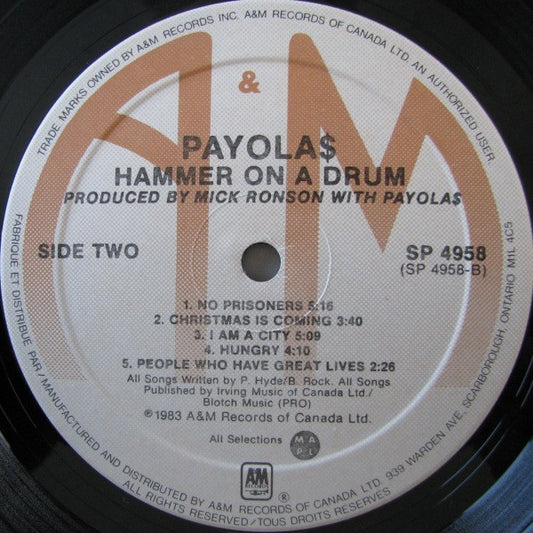 TRADE MARKS OWNED BY A&M RECORDS INC. A&M RECORDS OF CANADA LTD. AN AUTHORIZED USER
&
PAYOLA$
HAMMER ON A DRUM
PRODUCED BY MICK RONSON WITH PAYOLA$
SIDE TWO
SP 4958
(SP 4958-B)
1. NO PRISONERS 5:16
2. CHRISTMAS IS COMING 3:40
3. I AM A CITY 5:09
4. HUNGRY 4:10
5. PEOPLE WHO HAVE GREAT LIVES 2:26
All Songs Written by P. Hyde/B. Rock. All Songs
Published by Irving Music of Canada Ltd./
Blotch Music (PRO)
℗1983 A&M Records of Canada Ltd.
All Selections
M A
P L
A&M
RECORDS
®
FABRIQUE ET DISTRIBUE PAR/MANUFACTURED AND DISTRIBUTED BY A&M RECORDS OF CANADA LTD. 939 WARDEN AVE., SCARBOROUGH, ONTARIO M1L 4C5
ALL RIGHTS RESERVED/TOUS DROITS RESERVES